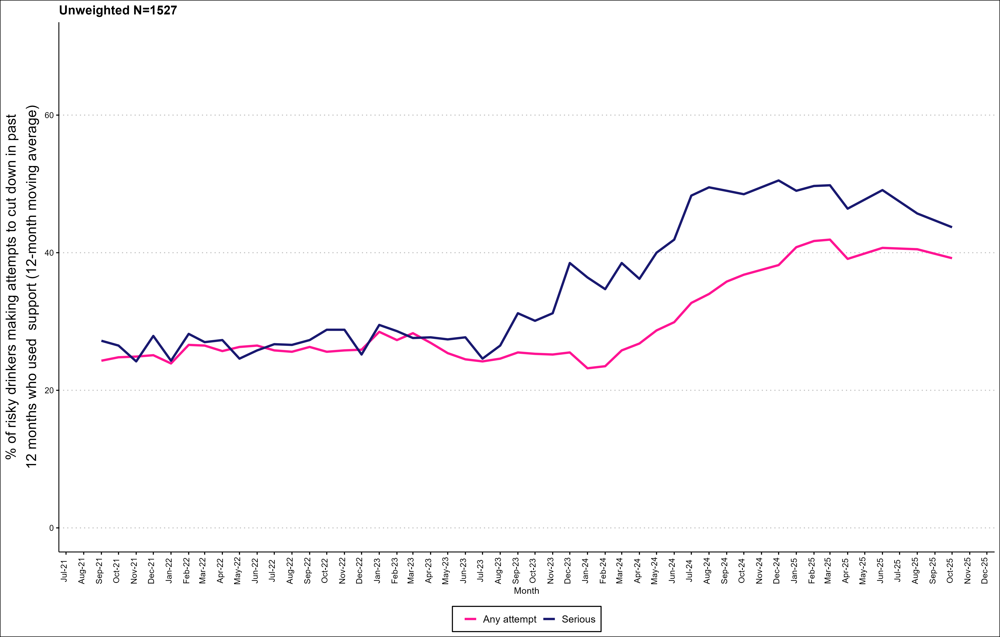 Unweighted N=1527
% of risky drinkers making attempts to cut down in past
12 months who used  support (12-month moving average)
60
40
20
0
Jul-21
Aug-21
Sep-21
Oct-21
Nov-21
Dec-21
Jan-22
Feb-22
Mar-22
Apr-22
May-22
Jun-22
Jul-22
Aug-22
Sep-22
Oct-22
Nov-22
Dec-22
Jan-23
Feb-23
Mar-23
Apr-23
May-23
Jun-23
Jul-23
Aug-23
Sep-23
Oct-23
Nov-23
Dec-23
Jan-24
Feb-24
Mar-24
Apr-24
May-24
Jun-24
Jul-24
Aug-24
Sep-24
Oct-24
Nov-24
Dec-24
Jan-25
Feb-25
Mar-25
Apr-25
May-25
Jun-25
Jul-25
Aug-25
Sep-25
Oct-25
Nov-25
Dec-25
Month
Any attempt
Serious